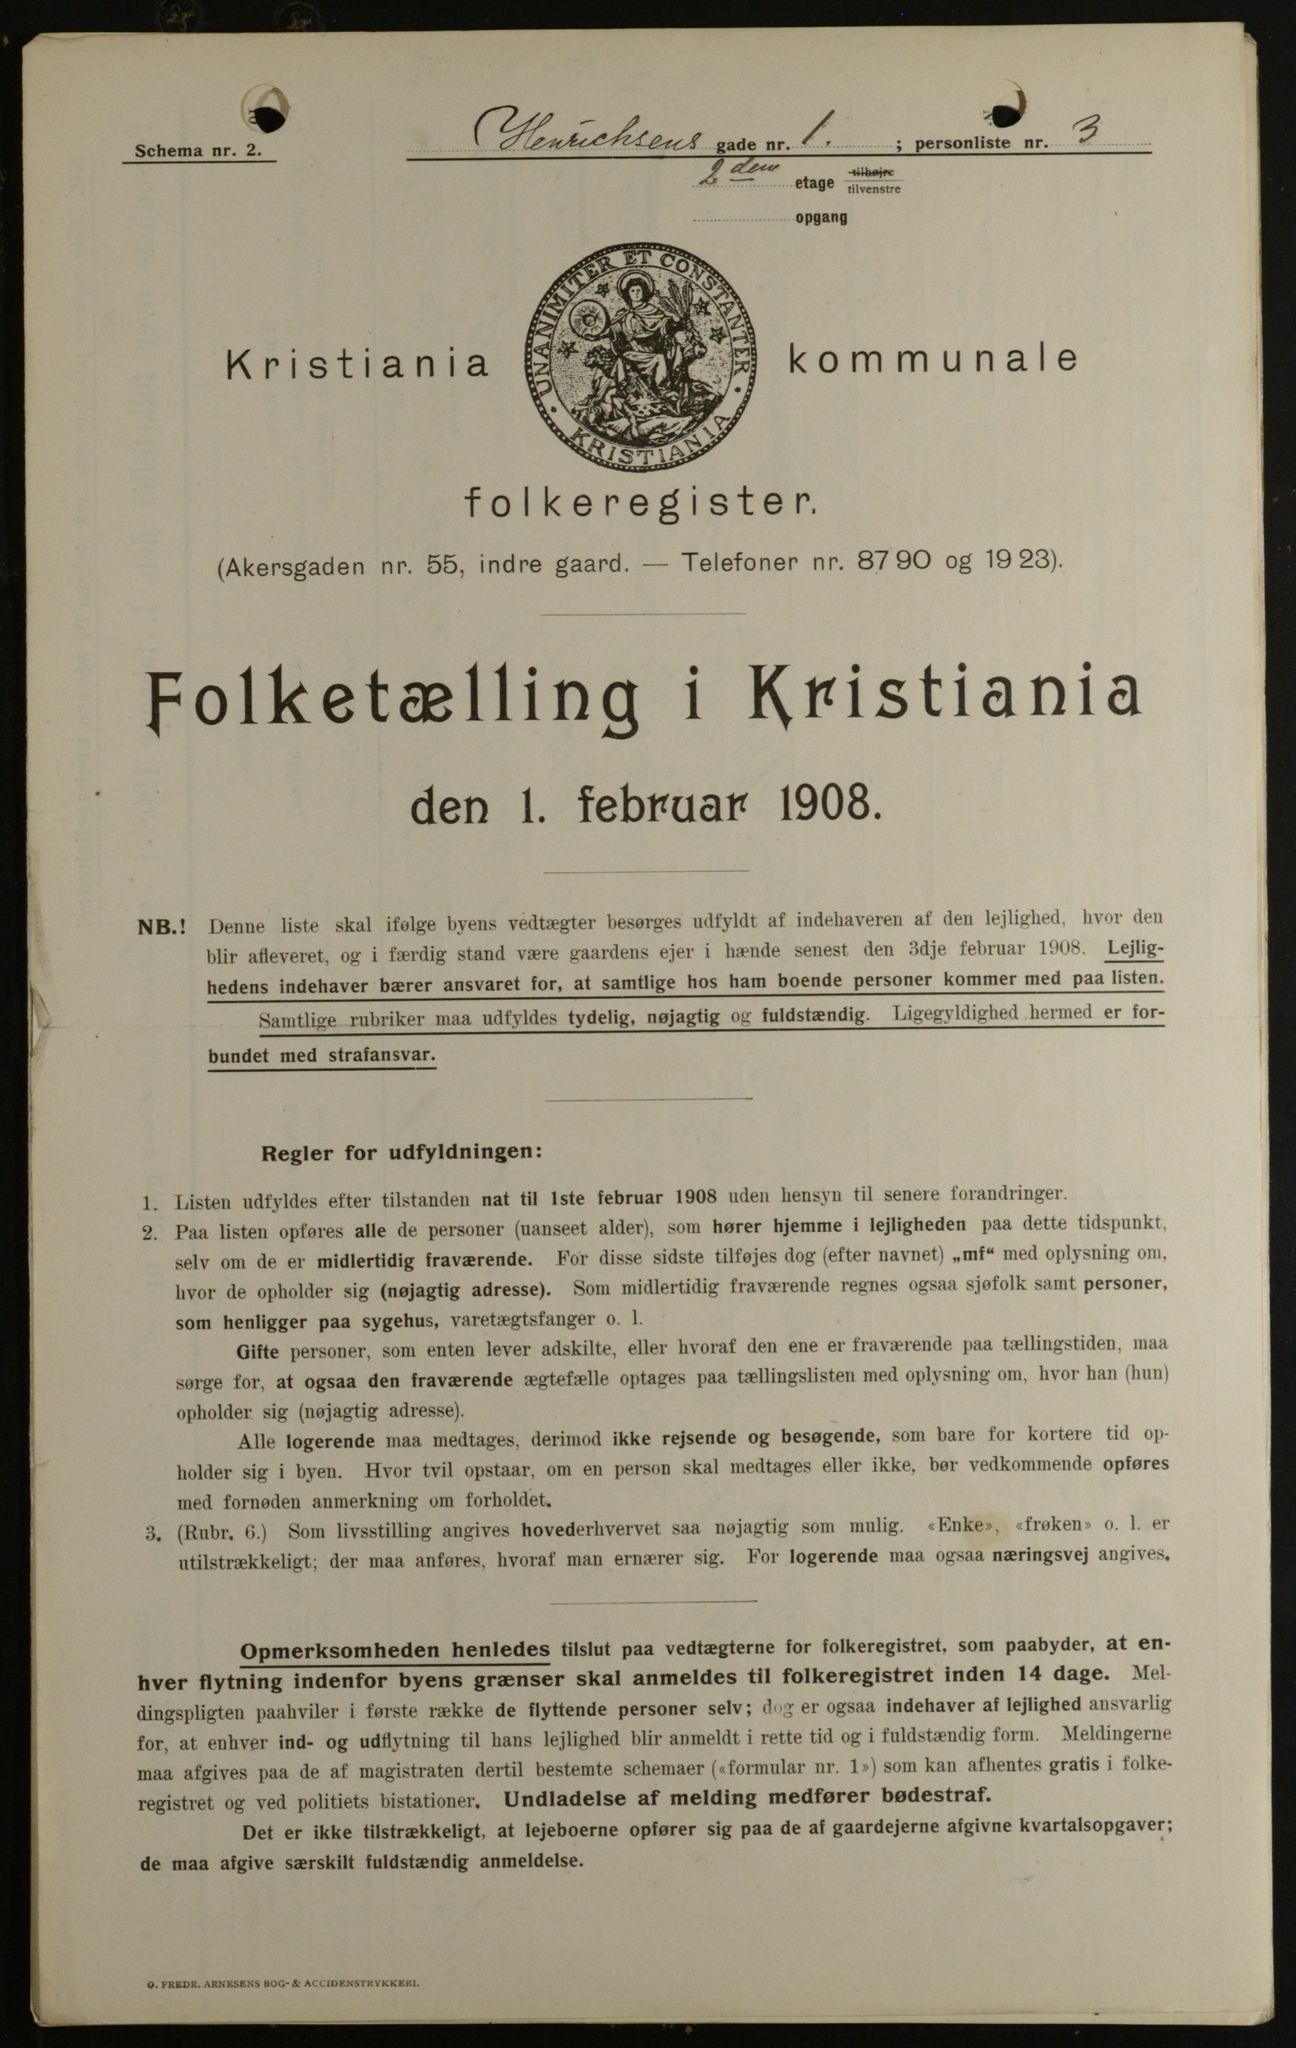 Schema nr. 2.
Henrichsens gade nr. 1. ; personliste nr. 3
2den etage tilhøjre
tilvenstre
opgang
UNANIMITER ET CONSTANTER
KRISTIANIA
Kristiania kommunale
folkeregister.
(Akersgaden nr. 55, indre gaard. — Telefoner nr. 8790 og 1923).
Folketælling i Kristiania
den 1. februar 1908.
NB.! Denne liste skal ifølge byens vedtægter besørges udfyldt af indehaveren af den lejlighed, hvor den
blir afleveret, og i færdig stand være gaardens ejer i hænde senest den 3dje februar 1908. Lejlig-
hedens indehaver bærer ansvaret for, at samtlige hos ham boende personer kommer med paa listen.
Samtlige rubriker maa udfyldes tydelig, nøjagtig og fuldstændig. Ligegyldighed hermed er for-
bundet med strafansvar.
Regler for udfyldningen:
1. Listen udfyldes efter tilstanden nat til 1ste februar 1908 uden hensyn til senere forandringer.
2. Paa listen opføres alle de personer (uanseet alder), som hører hjemme i lejligheden paa dette tidspunkt,
selv om de er midlertidig fraværende. For disse sidste tilføjes dog (efter navnet) „mf“ med oplysning om,
hvor de opholder sig (nøjagtig adresse). Som midlertidig fraværende regnes ogsaa sjøfolk samt personer,
som henligger paa sygehus, varetægtsfanger o. l.
Gifte personer, som enten lever adskilte, eller hvoraf den ene er fraværende paa tællingstiden, maa
sørge for, at ogsaa den fraværende ægtefælle optages paa tællingslisten med oplysning om, hvor han (hun)
opholder sig (nøjagtig adresse).
Alle logerende maa medtages, derimod ikke rejsende og besøgende, som bare for kortere tid op-
holder sig i byen. Hvor tvil opstaar, om en person skal medtages eller ikke, bør vedkommende opføres
med fornøden anmerkning om forholdet.
3. (Rubr. 6.) Som livsstilling angives hovederhvervet saa nøjagtig som mulig. «Enke», «frøken» o. l. er
utilstrækkeligt; der maa anføres, hvoraf man ernærer sig. For logerende maa ogsaa næringsvej angives.
Opmerksomheden henledes tilslut paa vedtægterne for folkeregistret, som paabyder, at en-
hver flytning indenfor byens grænser skal anmeldes til folkeregistret inden 14 dage. Mel-
dingspligten paahviler i første række de flyttende personer selv; dog er ogsaa indehaver af lejlighed ansvarlig
for, at enhver ind- og udflytning til hans lejlighed blir anmeldt i rette tid og i fuldstændig form. Meldingerne
maa afgives paa de af magistraten dertil bestemte schemaer («formular nr. 1») som kan afhentes gratis i folke-
registret og ved politiets bistationer. Undladelse af melding medfører bødestraf.
Det er ikke tilstrækkeligt, at lejeboerne opfører sig paa de af gaardejerne afgivne kvartalsopgaver;
de maa afgive særskilt fuldstændig anmeldelse.
O. FREDR. ARNESENS BOG- & ACCIDENSTRYKKERI.